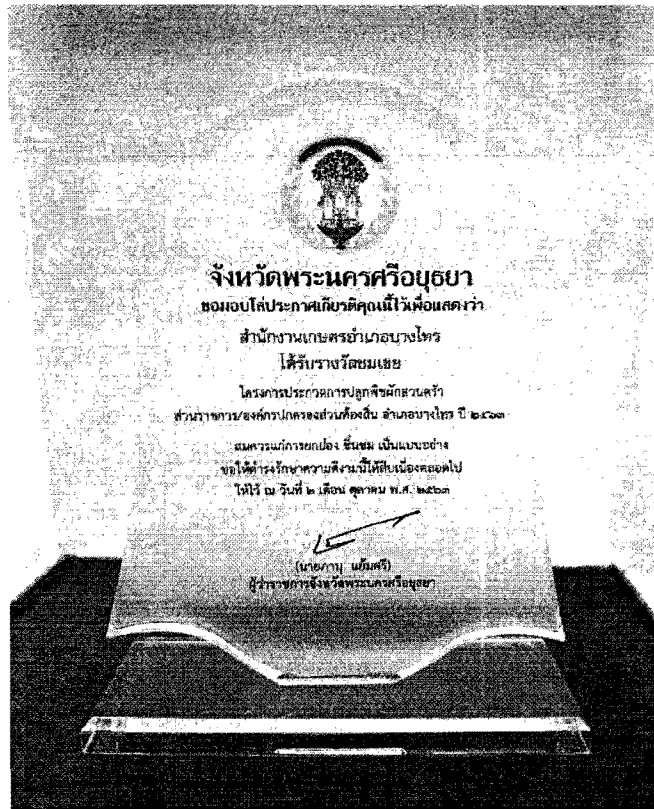 จังหวัดพระนครศรีอยุธยา
ขอมอบโล่ประกาศเกียรติคุณนี้ไว้เพื่อแสดงว่า
สำนักงานเกษตรอำเภอบางไทร
ได้รับรางวัลชมเชย
โครงการประกวดการปลูกพืชผักสวนครัว
ส่วนราชการ/องค์กรปกครองส่วนท้องถิ่น อำเภอบางไทร ปี ๒๕๖๓
สมควรแก่การยกย่อง ชื่นชม เป็นแบบอย่าง
ขอให้ดำรงรักษาความดีงามนี้ให้สืบเนื่องตลอดไป
ให้ไว้ ณ วันที่ ๒ เดือน ตุลาคม พ.ศ. ๒๕๖๓
(นายภานุ แย้มศรี)
ผู้ว่าราชการจังหวัดพระนครศรีอยุธยา